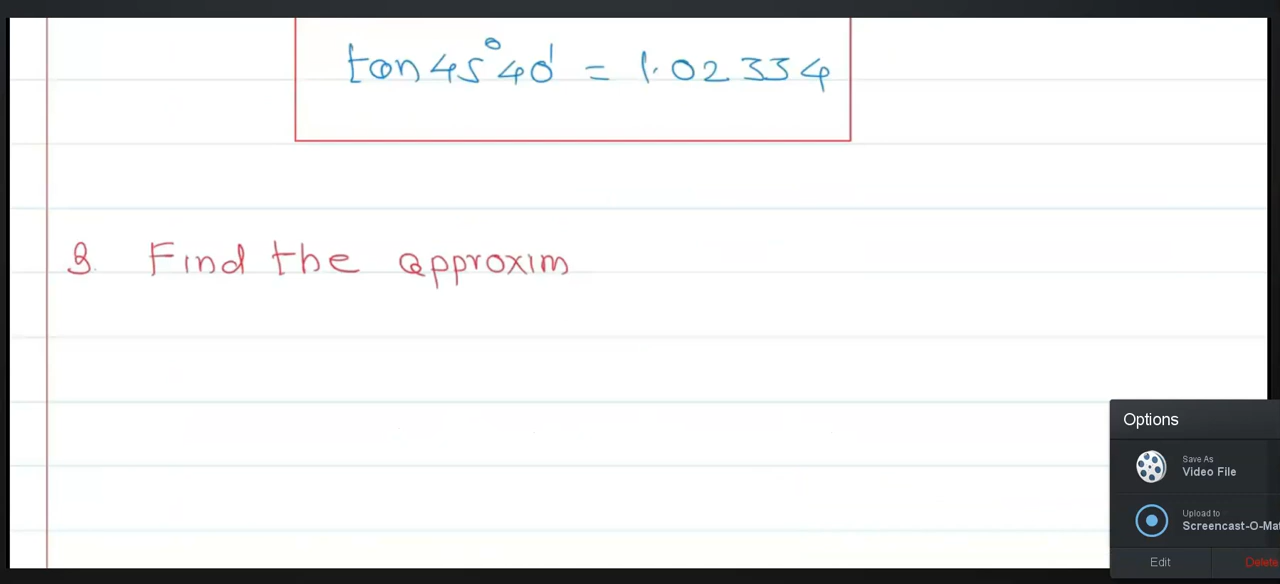 tan 45°40' = 1.02334
3. Find the approxim
Options
Save As
Video File
Upload to
Screencast-O-Mat
Edit
Delete